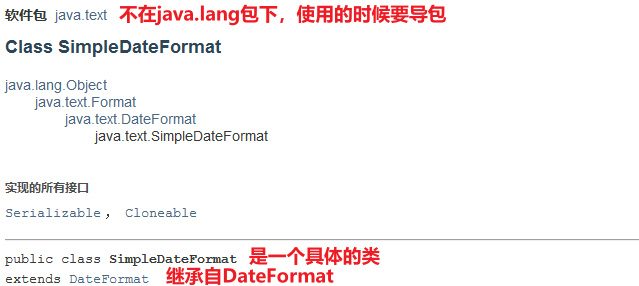 软件包 java.text 不在java.lang包下，使用的时候要导包
Class SimpleDateFormat
java.lang.Object
java.text.Format
java.text.DateFormat
java.text.SimpleDateFormat
实现的所有接口
Serializable ， Cloneable
public class SimpleDateFormat 是一个具体的类
extends DateFormat 继承自DateFormat